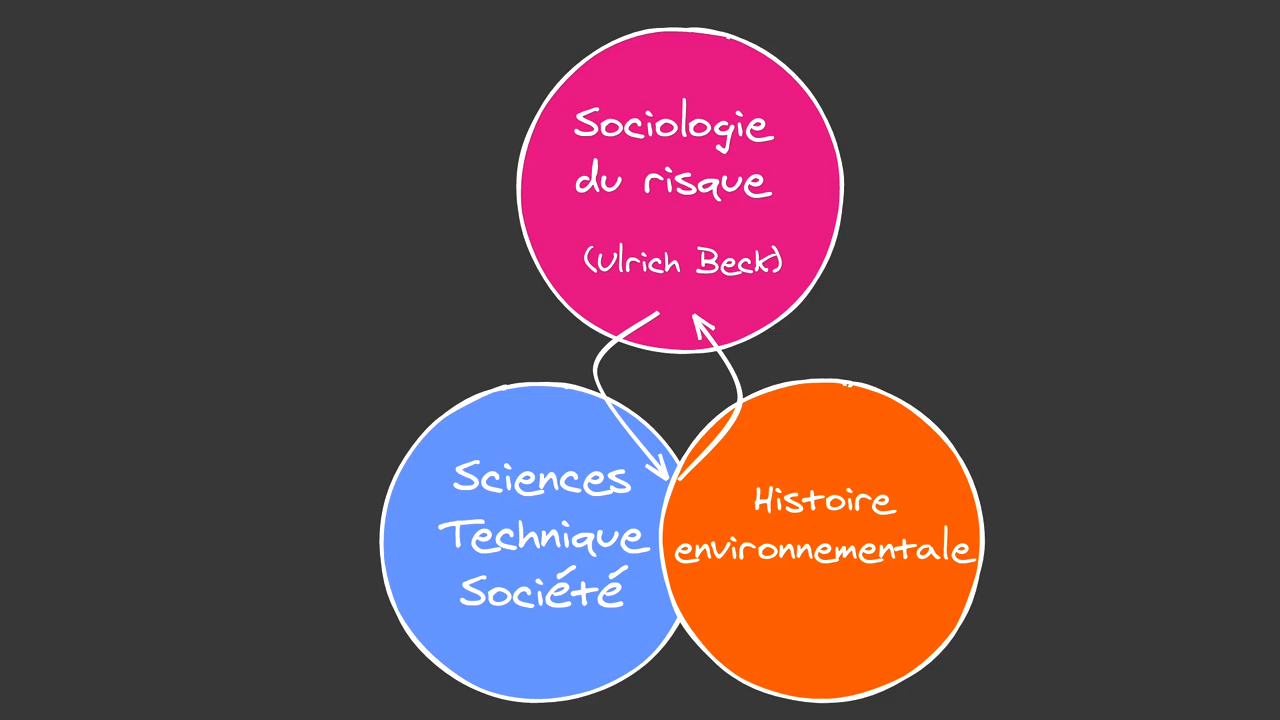 Sociologie
du risque
(Ulrich Beck)
Sciences
Technique
Société
Histoire
environnementale